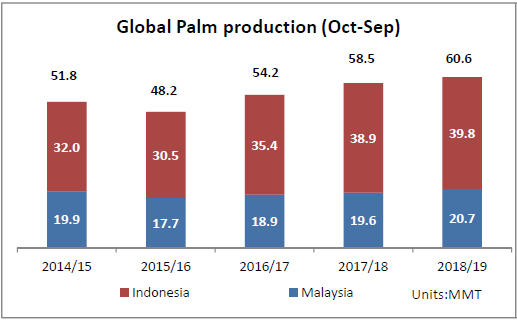 Global Palm production (Oct-Sep)
51.8 48.2 54.2 58.5 60.6
32.0 30.5 35.4 38.9 39.8
19.9 17.7 18.9 19.6 20.7
2014/15 2015/16 2016/17 2017/18 2018/19
Indonesia Malaysia Units:MMT